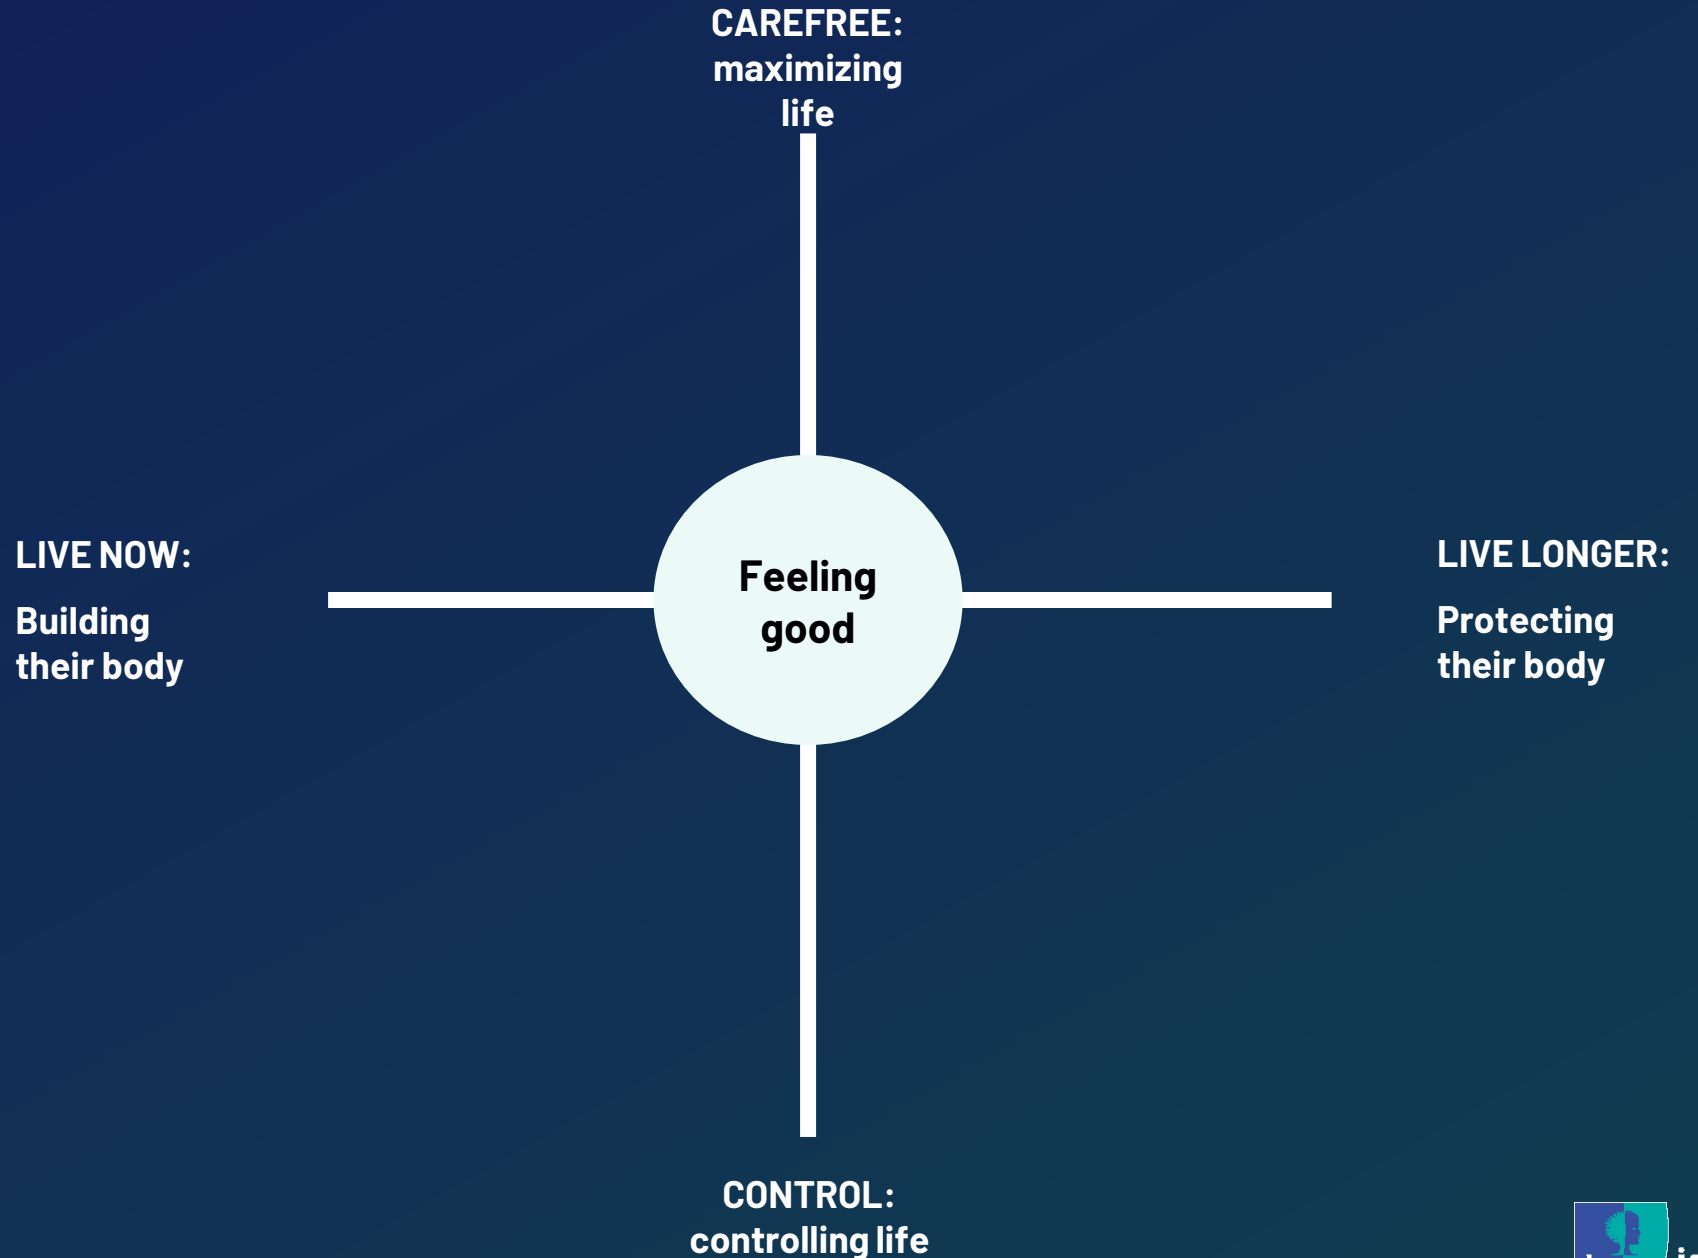 CAREFREE:
maximizing
life
LIVE NOW:
Building
their body
Feeling
good
LIVE LONGER:
Protecting
their body
CONTROL:
controlling life